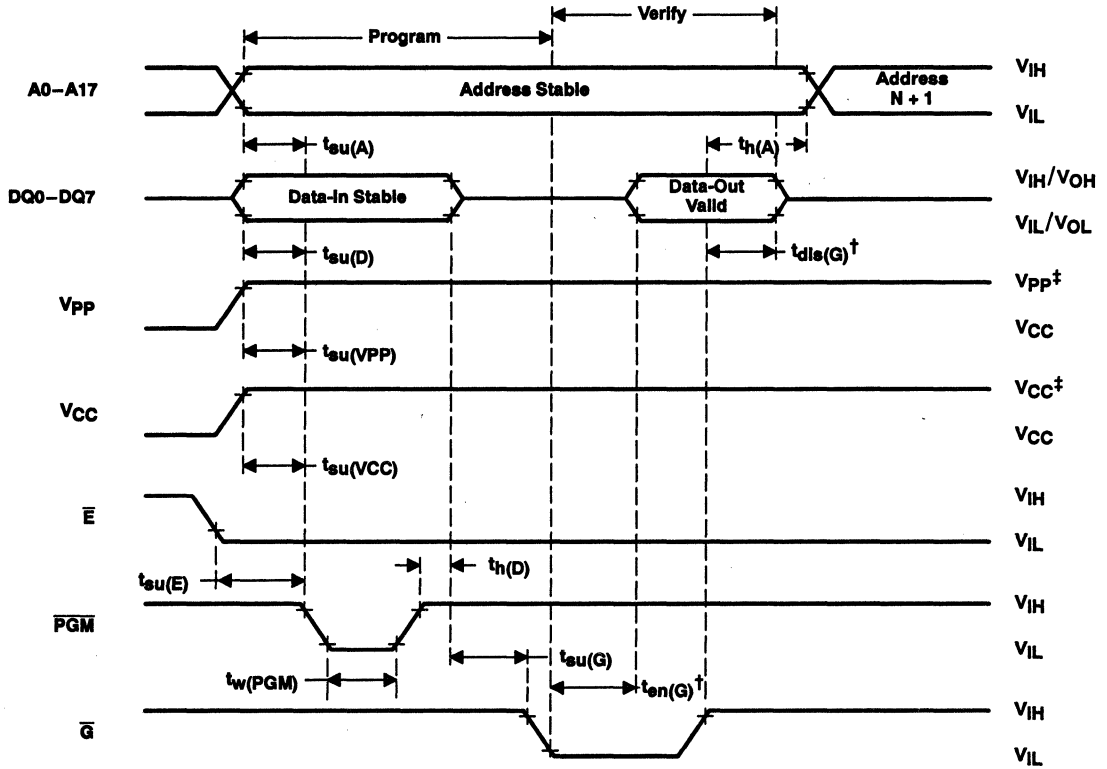 Verify
Program
A0–A17
Address Stable
Address
N + 1
VIH
VIL
tsu(A)
th(A)
DQ0–DQ7
Data-In Stable
Data-Out
Valid
VIH/VOH
VIL/VOL
tsu(D)
tdis(G)†
VPP
VPP‡
VCC
tsu(VPP)
VCC
VCC‡
VCC
tsu(VCC)
E
VIH
VIL
tsu(E)
th(D)
PGM
VIH
VIL
tw(PGM)
tsu(G)
ten(G)†
G
VIH
VIL